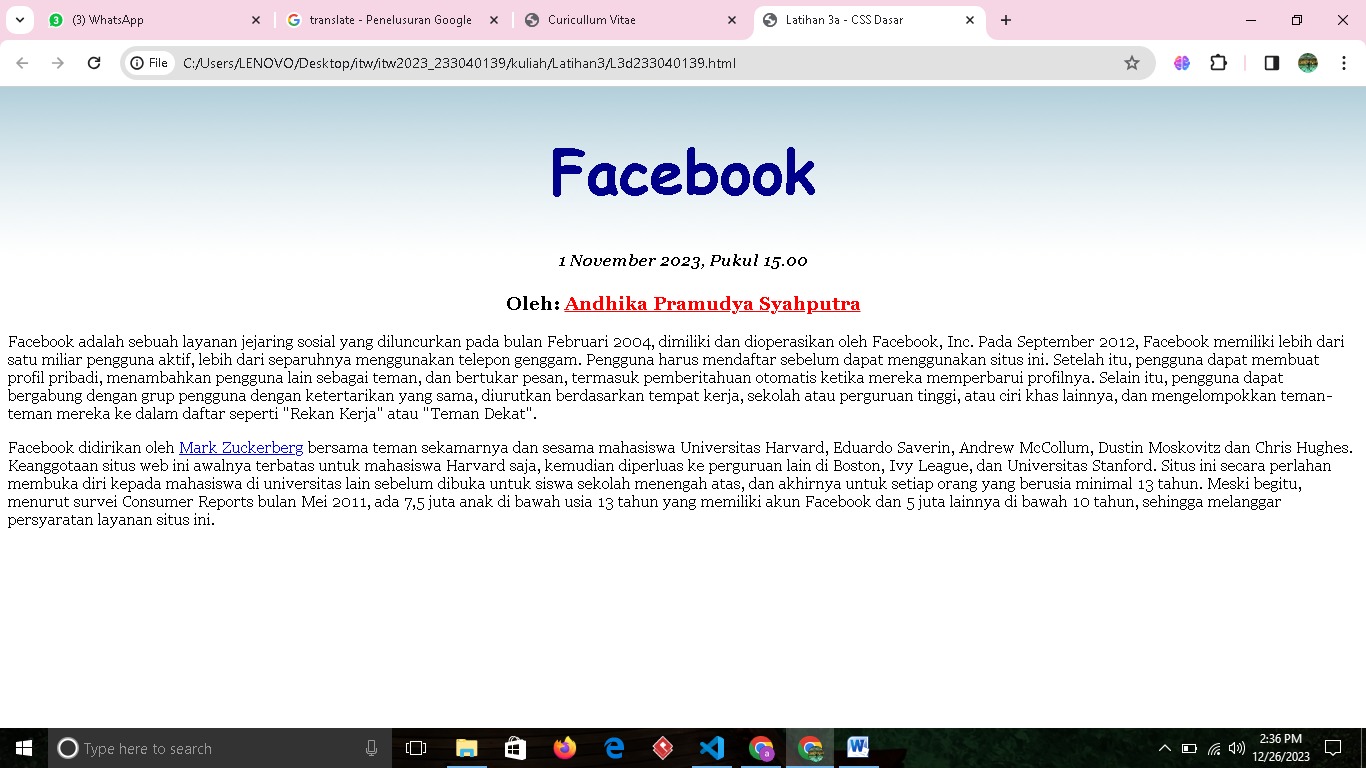 (3) WhatsApp
translate - Penelusuran Google
Curicullum Vitae
Latihan 3a - CSS Dasar
File
C:/Users/LENOVO/Desktop/itw/itw2023_233040139/kuliah/Latihan3/L3d233040139.html
Facebook
1 November 2023, Pukul 15.00
Oleh: Andhika Pramudya Syahputra
Facebook adalah sebuah layanan jejaring sosial yang diluncurkan pada bulan Februari 2004, dimiliki dan dioperasikan oleh Facebook, Inc. Pada September 2012, Facebook memiliki lebih dari
satu miliar pengguna aktif, lebih dari separuhnya menggunakan telepon genggam. Pengguna harus mendaftar sebelum dapat menggunakan situs ini. Setelah itu, pengguna dapat membuat
profil pribadi, menambahkan pengguna lain sebagai teman, dan bertukar pesan, termasuk pemberitahuan otomatis ketika mereka memperbarui profilnya. Selain itu, pengguna dapat
bergabung dengan grup pengguna dengan ketertarikan yang sama, diurutkan berdasarkan tempat kerja, sekolah atau perguruan tinggi, atau ciri khas lainnya, dan mengelompokkan teman-
teman mereka ke dalam daftar seperti "Rekan Kerja" atau "Teman Dekat".
Facebook didirikan oleh Mark Zuckerberg bersama teman sekamarnya dan sesama mahasiswa Universitas Harvard, Eduardo Saverin, Andrew McCollum, Dustin Moskovitz dan Chris Hughes.
Keanggotaan situs web ini awalnya terbatas untuk mahasiswa Harvard saja, kemudian diperluas ke perguruan lain di Boston, Ivy League, dan Universitas Stanford. Situs ini secara perlahan
membuka diri kepada mahasiswa di universitas lain sebelum dibuka untuk siswa sekolah menengah atas, dan akhirnya untuk setiap orang yang berusia minimal 13 tahun. Meski begitu,
menurut survei Consumer Reports bulan Mei 2011, ada 7,5 juta anak di bawah usia 13 tahun yang memiliki akun Facebook dan 5 juta lainnya di bawah 10 tahun, sehingga melanggar
persyaratan layanan situs ini.
Type here to search
2:36 PM
12/26/2023